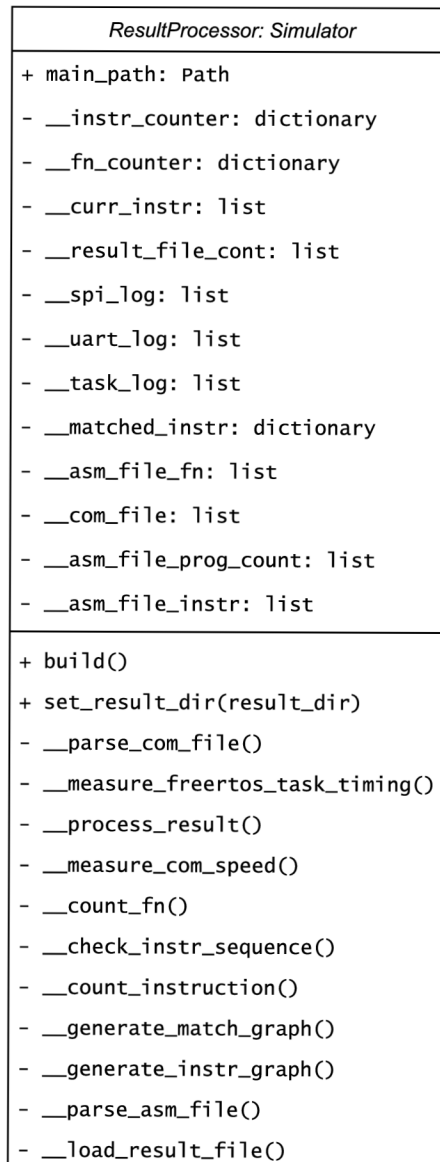 ResultProcessor: Simulator
+ main_path: Path
- __instr_counter: dictionary
- __fn_counter: dictionary
- __curr_instr: list
- __result_file_cont: list
- __spi_log: list
- __uart_log: list
- __task_log: list
- __matched_instr: dictionary
- __asm_file_fn: list
- __com_file: list
- __asm_file_prog_count: list
- __asm_file_instr: list
+ build()
+ set_result_dir(result_dir)
- __parse_com_file()
- __measure_freertos_task_timing()
- __process_result()
- __measure_com_speed()
- __count_fn()
- __check_instr_sequence()
- __count_instruction()
- __generate_match_graph()
- __generate_instr_graph()
- __parse_asm_file()
- __load_result_file()